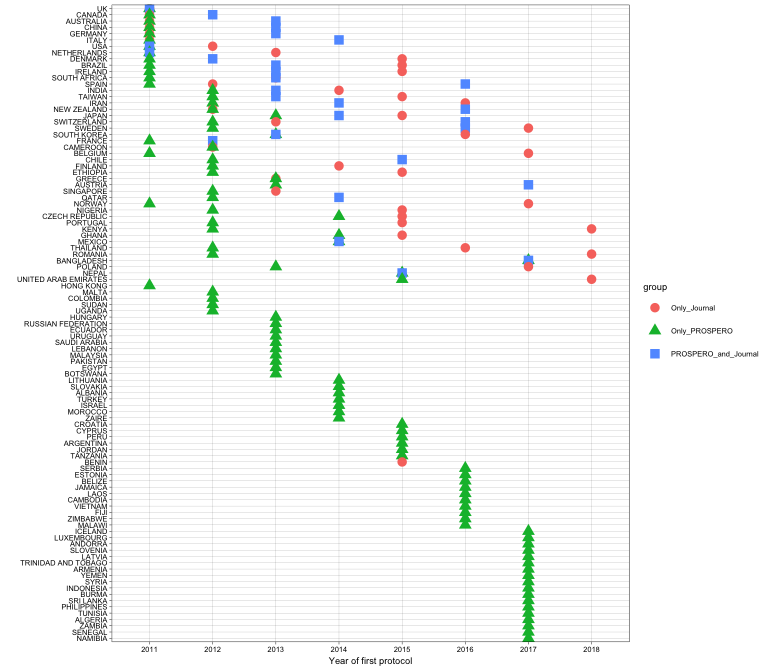 UK
CANADA
AUSTRALIA
CHINA
GERMANY
ITALY
USA
NETHERLANDS
DENMARK
BRAZIL
IRELAND
SOUTH AFRICA
SPAIN
INDIA
TAIWAN
IRAN
NEW ZEALAND
JAPAN
SWITZERLAND
SWEDEN
SOUTH KOREA
FRANCE
CAMEROON
BELGIUM
CHILE
FINLAND
ETHIOPIA
GREECE
AUSTRIA
SINGAPORE
QATAR
NORWAY
NIGERIA
CZECH REPUBLIC
PORTUGAL
KENYA
GHANA
MEXICO
THAILAND
ROMANIA
BANGLADESH
POLAND
NEPAL
UNITED ARAB EMIRATES
HONG KONG
MALTA
COLOMBIA
SUDAN
UGANDA
HUNGARY
RUSSIAN FEDERATION
ECUADOR
URUGUAY
SAUDI ARABIA
LEBANON
MALAYSIA
PAKISTAN
EGYPT
BOTSWANA
LITHUANIA
SLOVAKIA
ALBANIA
TURKEY
ISRAEL
MOROCCO
ZAIRE
CROATIA
CYPRUS
PERU
ARGENTINA
JORDAN
TANZANIA
BENIN
SERBIA
ESTONIA
BELIZE
JAMAICA
LAOS
CAMBODIA
VIETNAM
FIJI
ZIMBABWE
MALAWI
ICELAND
LUXEMBOURG
ANDORRA
SLOVENIA
LATVIA
TRINIDAD AND TOBAGO
ARMENIA
YEMEN
SYRIA
INDONESIA
BURMA
SRI LANKA
PHILIPPINES
TUNISIA
ALGERIA
ZAMBIA
SENEGAL
NAMIBIA
2011 2012 2013 2014 2015 2016 2017 2018
Year of first protocol
group
Only_Journal
Only_PROSPERO
PROSPERO_and_Journal